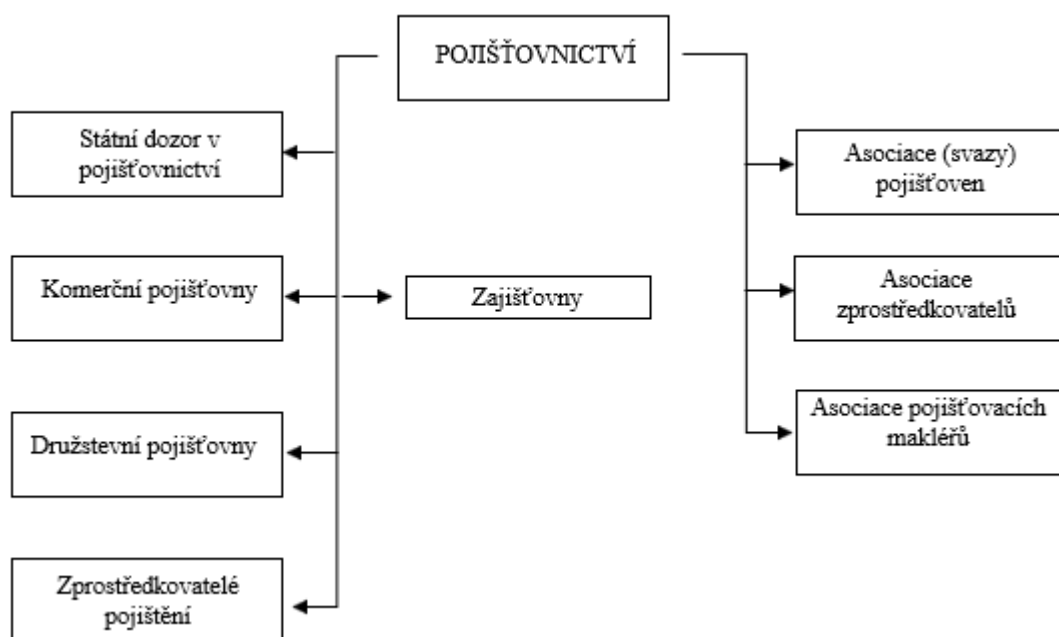 POJIŠŤOVNICTVÍ
Státní dozor v
pojišťovnictví
Asociace (svazy)
pojišťoven
Komerční pojišťovny
Zajišťovny
Asociace
zprostředkovatelů
Družstevní pojišťovny
Asociace pojišťovacích
makléřů
Zprostředkovatelé
pojištění